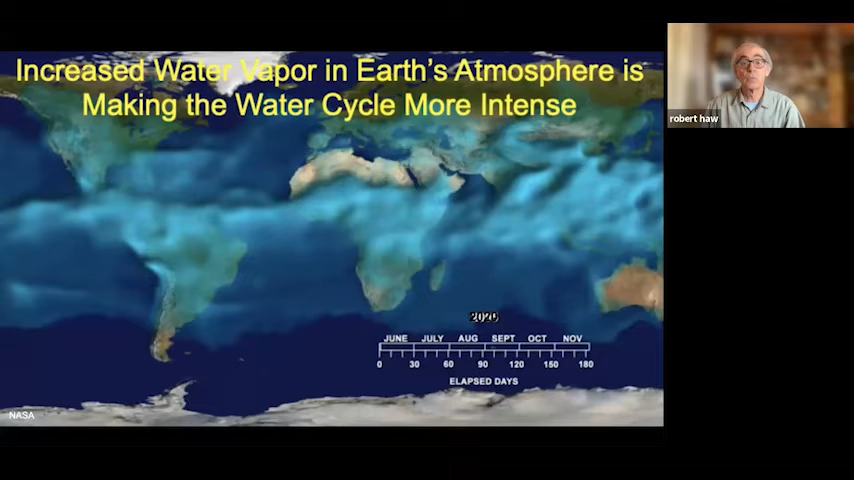 Increased Water Vapor in Earth's Atmosphere is
Making the Water Cycle More Intense
robert haw
2020
JUNE JULY AUG SEPT OCT NOV
0 30 60 90 120 150 180
ELAPSED DAYS
NASA